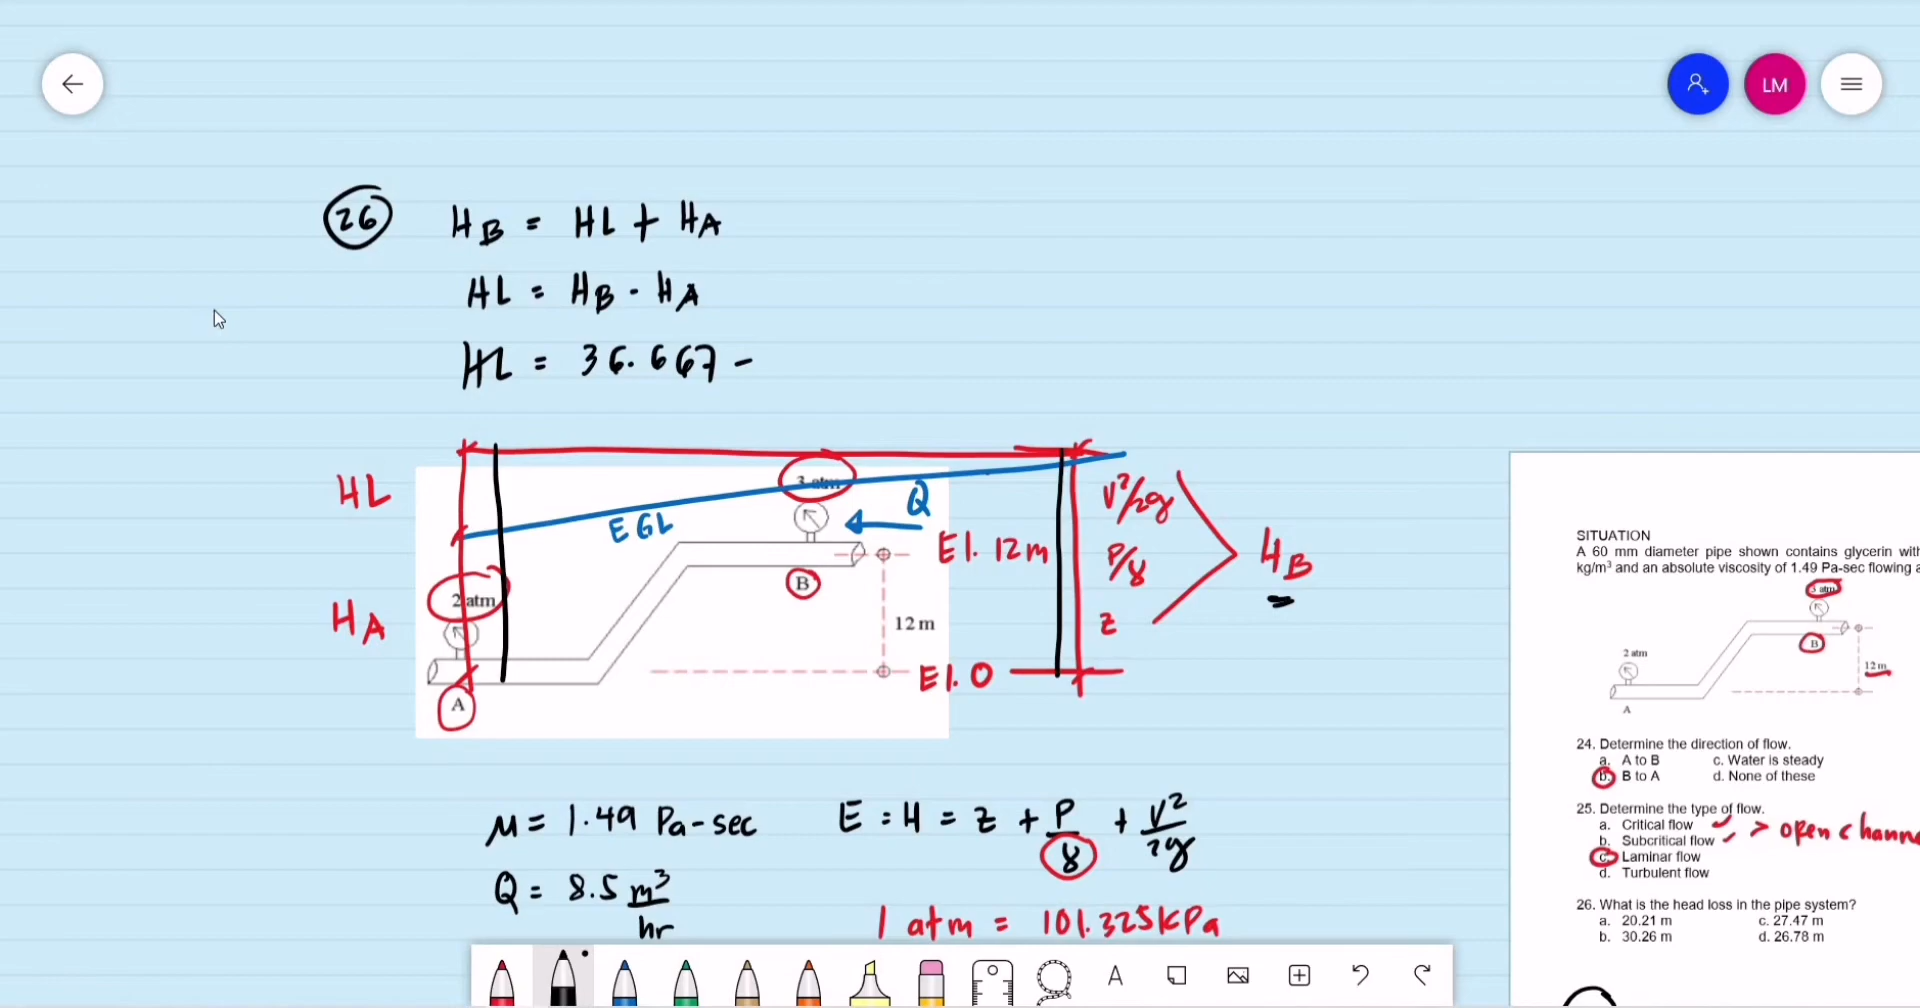 LM
26 HB = HL + HA
HL = HB - HA
HL = 36.667 -
HL
3 atm
Q
EGL
V²/2g
P/γ
z
HB
El. 12m
2 atm
B
HA
12 m
El. 0
A
μ = 1.49 Pa-sec
E : H = z + P/γ + V²/2g
Q = 8.5 m³/hr
1 atm = 101.325 kPa
A
SITUATION
A 60 mm diameter pipe shown contains glycerin
kg/m³ and an absolute viscosity of 1.49 Pa-sec flowing
3 atm
B
2 atm
12 m
A
24. Determine the direction of flow.
a. A to B c. Water is steady
b. B to A d. None of these
25. Determine the type of flow.
a. Critical flow
b. Subcritical flow > open
c. Laminar flow
d. Turbulent flow
26. What is the head loss in the pipe system?
a. 20.21 m c. 27.47 m
b. 30.26 m d. 26.78 m